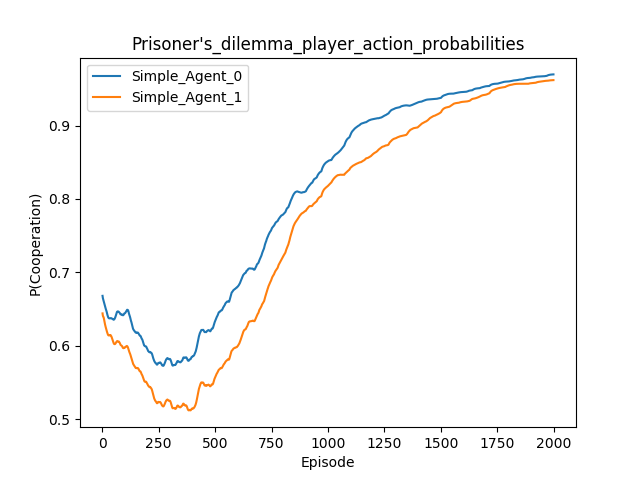 Prisoner's_dilemma_player_action_probabilities
Simple_Agent_0
Simple_Agent_1
P(Cooperation)
0.9
0.8
0.7
0.6
0.5
0 250 500 750 1000 1250 1500 1750 2000
Episode